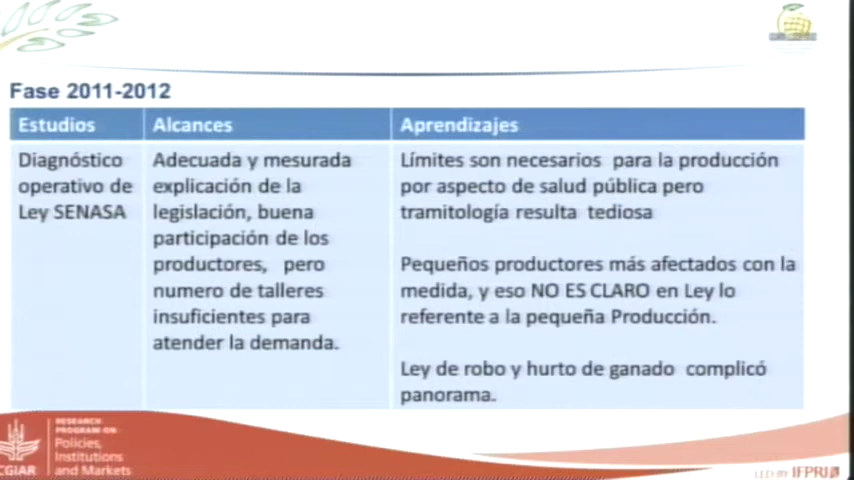 Fase 2011-2012
Estudios
Alcances
Aprendizajes
Diagnóstico
operativo de
Ley SENASA
Adecuada y mesurada
explicación de la
legislación, buena
participación de los
productores, pero
numero de talleres
insuficientes para
atender la demanda.
Límites son necesarios para la producción
por aspecto de salud pública pero
tramitología resulta tediosa
Pequeños productores más afectados con la
medida, y eso NO ES CLARO en Ley lo
referente a la pequeña Producción.
Ley de robo y hurto de ganado complicó
panorama.
CGIAR
RESEARCH
PROGRAM ON
Policies,
Institutions
and Markets
LED BY IFPRI